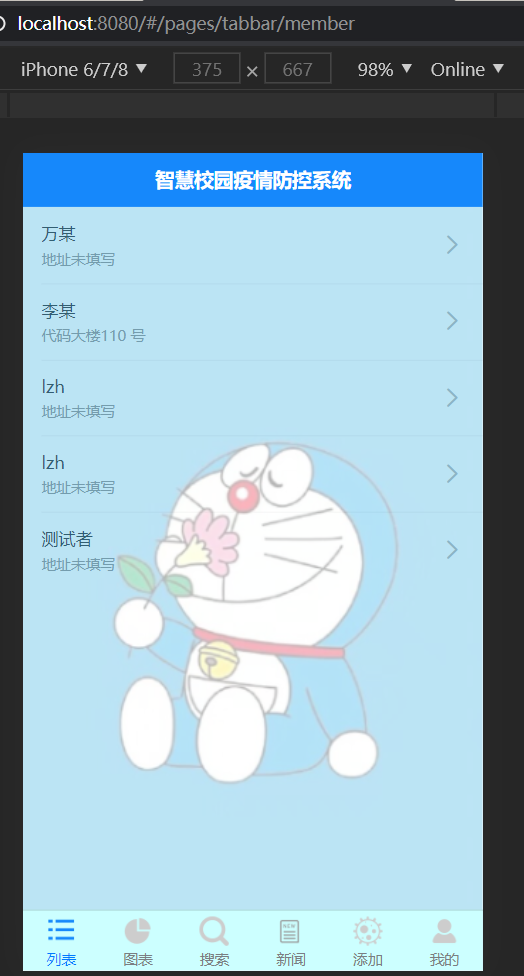 localhost:8080/#/pages/tabbar/member
iPhone 6/7/8 ▼ 375 × 667 98% ▼ Online ▼
智慧校园疫情防控系统
万某
地址未填写
李某
代码大楼110 号
lzh
地址未填写
lzh
地址未填写
测试者
地址未填写
NEW
列表 图表 搜索 新闻 添加 我的